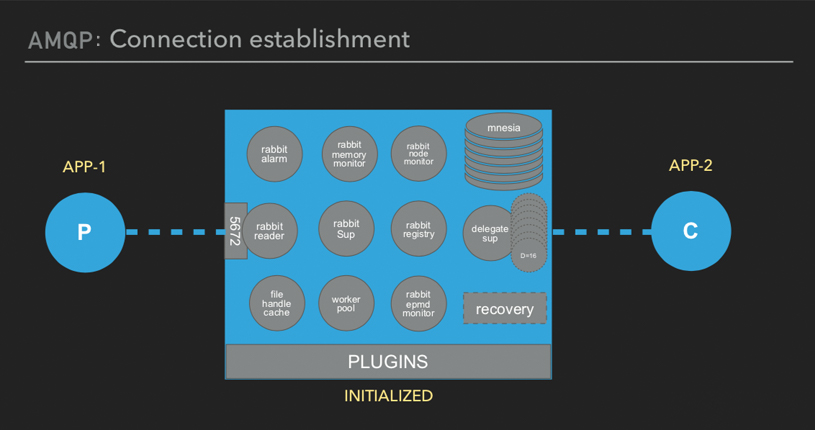 AMQP: Connection establishment
APP-1
APP-2
P
C
5672
rabbit
alarm
rabbit
memory
monitor
rabbit
node
monitor
mnesia
rabbit
reader
rabbit
Sup
rabbit
registry
delegate
sup
D=16
file
handle
cache
worker
pool
rabbit
epmd
monitor
recovery
PLUGINS
INITIALIZED